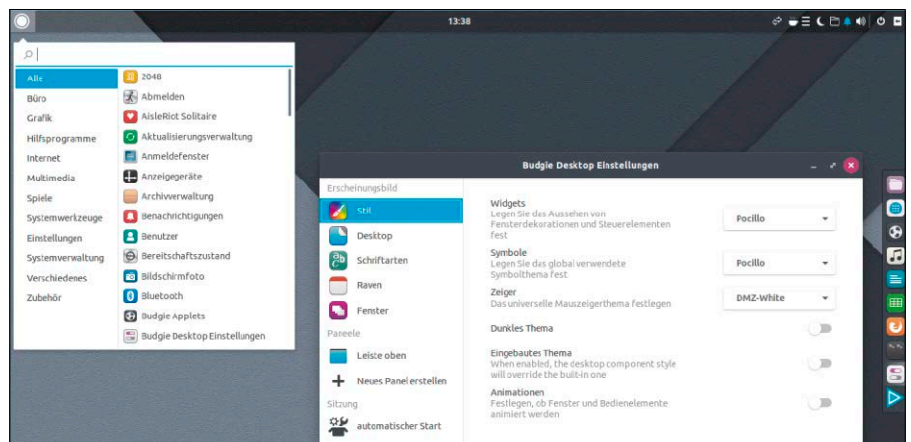 13:38
Alle
Büro
Grafik
Hilfsprogramme
Internet
Multimedia
Spiele
Systemwerkzeuge
Einstellungen
Systemverwaltung
Verschiedenes
Zubehör
2048
Abmelden
AisleRiot Solitaire
Aktualisierungsverwaltung
Anmeldefenster
Anzeigegeräte
Archivverwaltung
Benachrichtigungen
Benutzer
Bereitschaftszustand
Bildschirmfoto
Bluetooth
Budgie Applets
Budgie Desktop Einstellungen
Budgie Desktop Einstellungen
Erscheinungsbild
Stil
Desktop
Schriftarten
Raven
Fenster
Paneele
Leiste oben
Neues Panel erstellen
Sitzung
automatischer Start
Widgets
Legen Sie das Aussehen von
Fensterdekorationen und Steuerelementen
fest
Pocillo
Symbole
Legen Sie das global verwendete
Symbolthema fest
Pocillo
Zeiger
Das universelle Mauszeigerthema festlegen
DMZ-White
Dunkles Thema
Eingebautes Thema
When enabled, the desktop component style
will override the built-in one
Animationen
Festlegen, ob Fenster und Bedienelemente
animiert werden